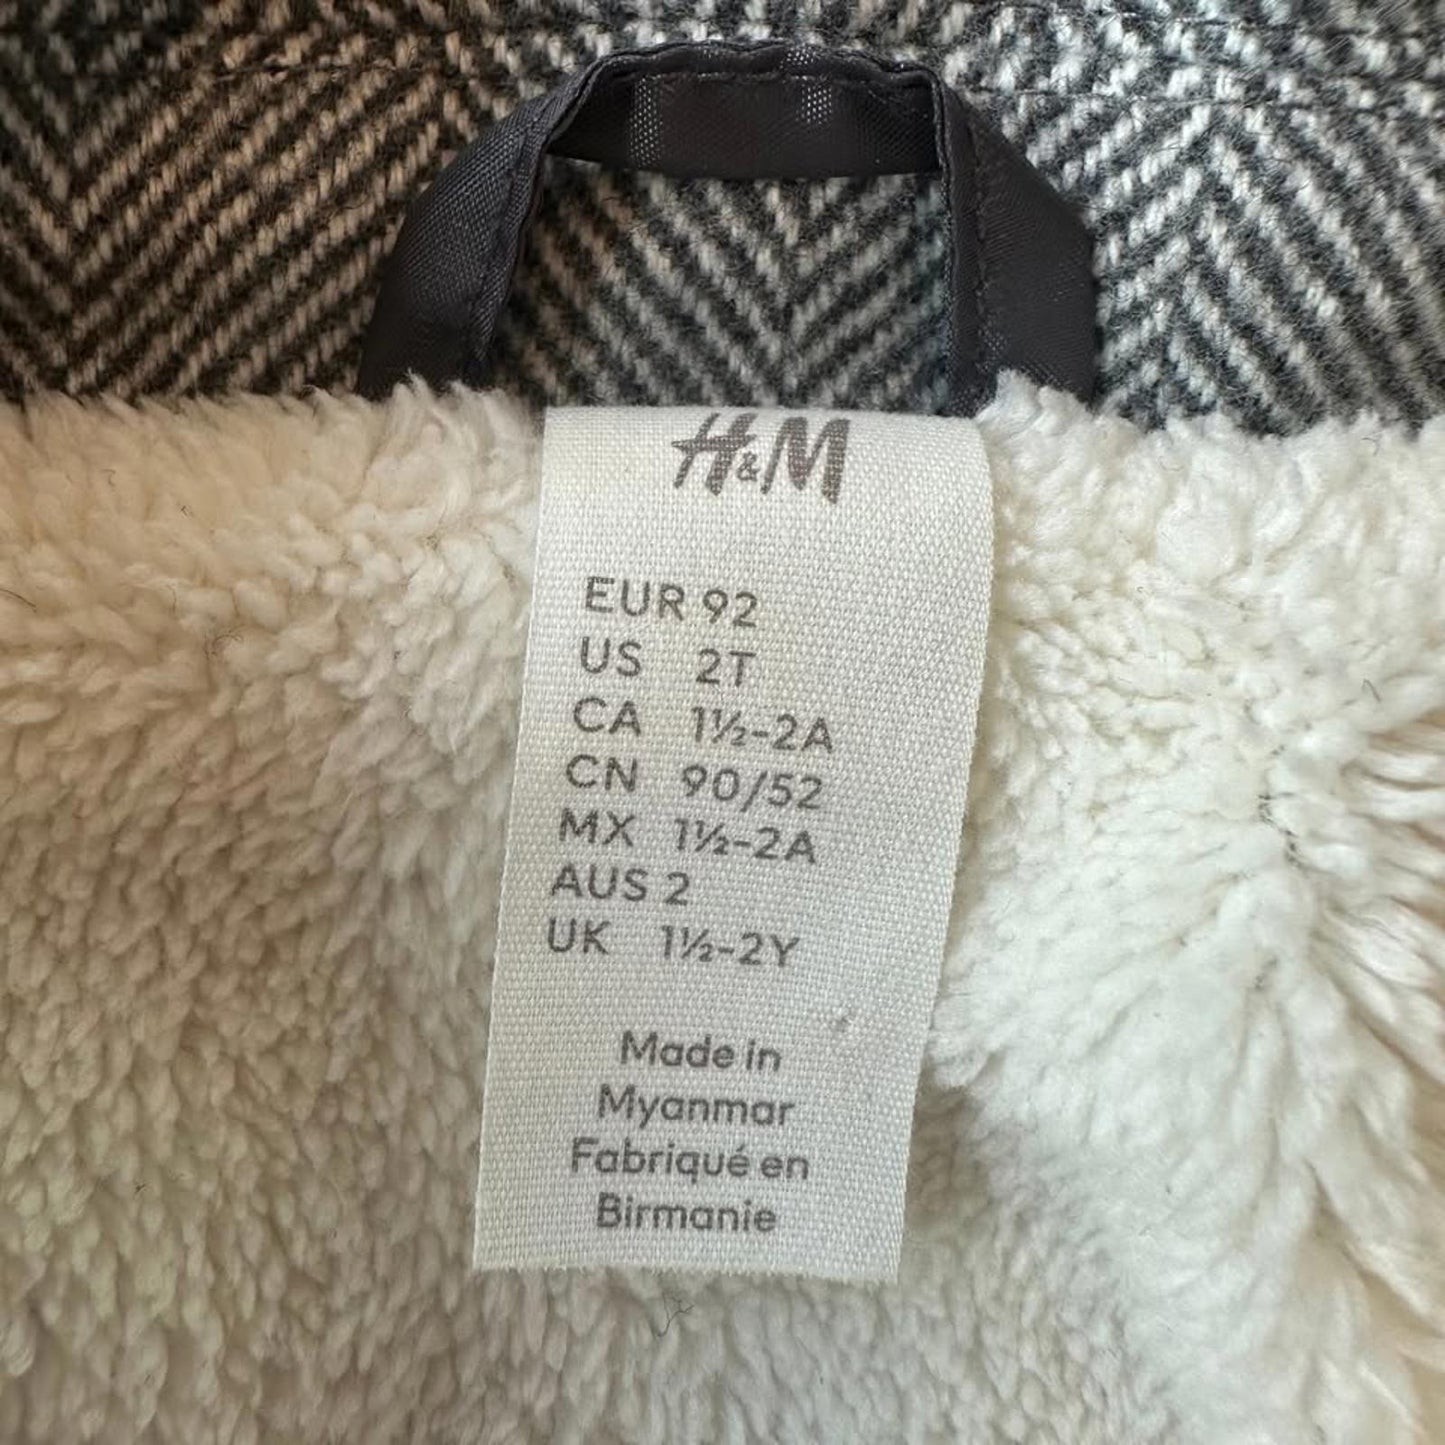 H&M
EUR 92
US 2T
CA 1½-2A
CN 90/52
MX 1½-2A
AUS 2
UK 1½-2Y
Made in
Myanmar
Fabriqué en
Birmanie